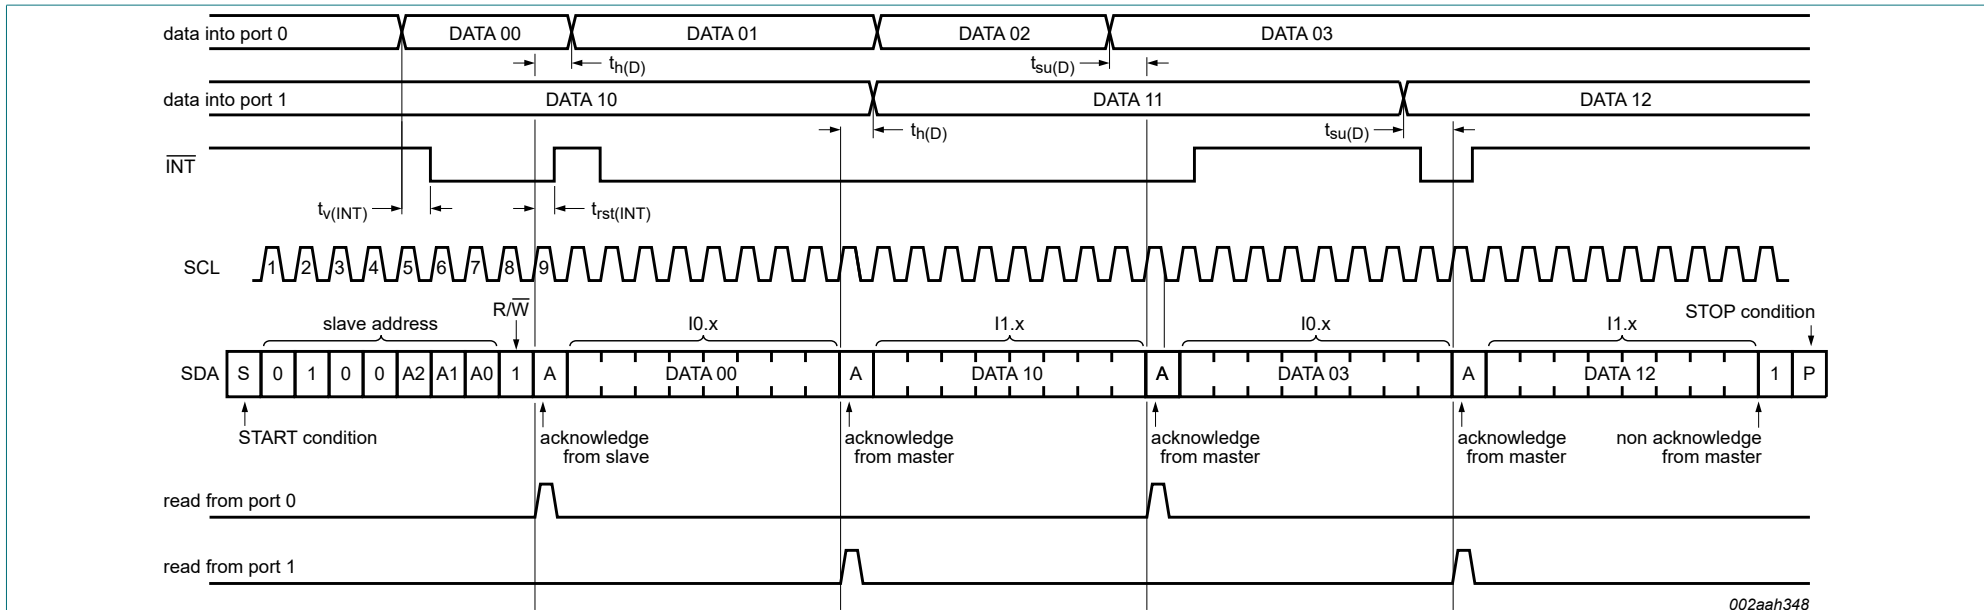 data into port 0 DATA 00 DATA 01 DATA 02 DATA 03
th(D) tsu(D)
data into port 1 DATA 10 DATA 11 DATA 12
th(D) tsu(D)
INT
tv(INT) trst(INT)
SCL 1 2 3 4 5 6 7 8 9
R/W STOP condition
slave address I0.x I1.x I0.x I1.x
SDA S 0 1 0 0 A2 A1 A0 1 A DATA 00 A DATA 10 A DATA 03 A DATA 12 1 P
START condition acknowledge acknowledge acknowledge acknowledge non acknowledge
from slave from master from master from master from master
read from port 0
read from port 1
002aah348